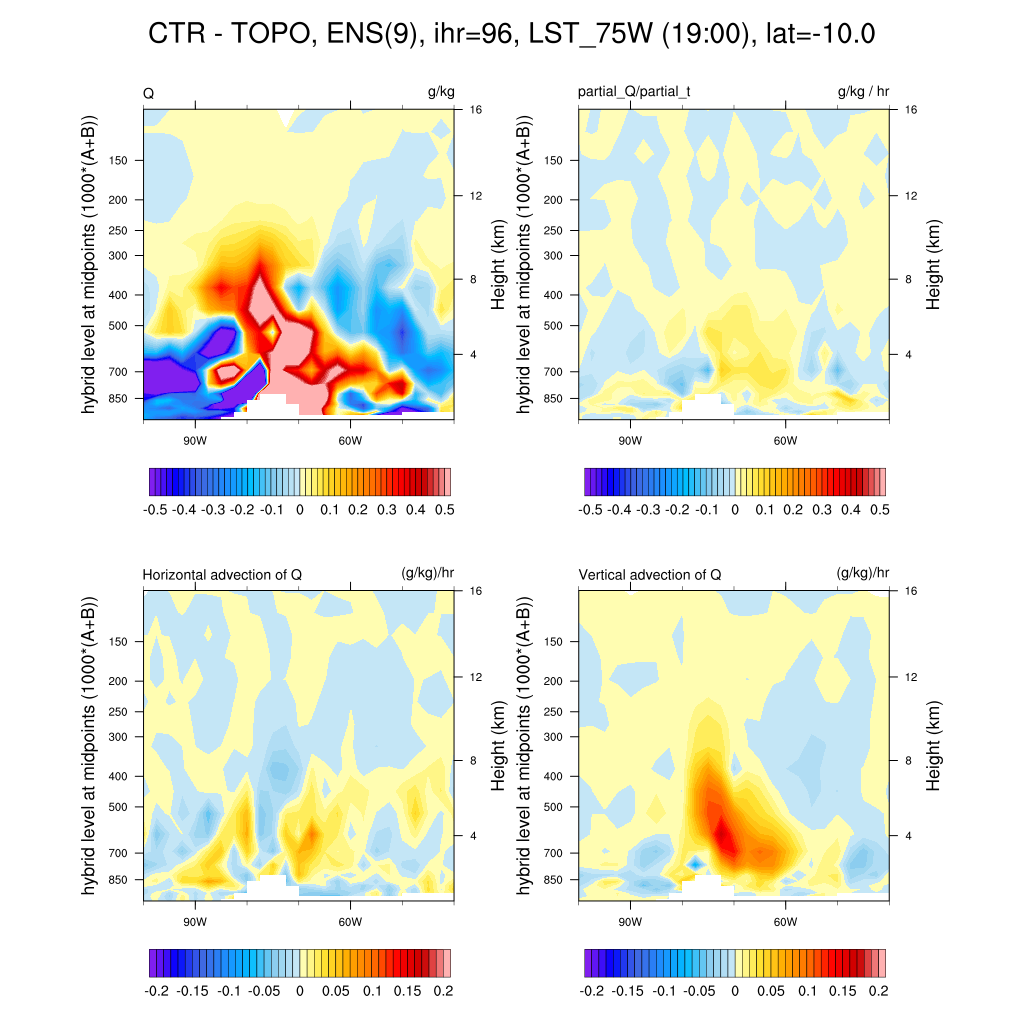 CTR - TOPO, ENS(9), ihr=96, LST_75W (19:00), lat=-10.0
Q g/kg
hybrid level at midpoints (1000*(A+B))
150
200
250
300
400
500
700
850
16
12
8
4
Height (km)
90W 60W
-0.5 -0.4 -0.3 -0.2 -0.1 0 0.1 0.2 0.3 0.4 0.5
partial_Q/partial_t g/kg / hr
hybrid level at midpoints (1000*(A+B))
150
200
250
300
400
500
700
850
16
12
8
4
Height (km)
90W 60W
-0.5 -0.4 -0.3 -0.2 -0.1 0 0.1 0.2 0.3 0.4 0.5
Horizontal advection of Q (g/kg)/hr
hybrid level at midpoints (1000*(A+B))
150
200
250
300
400
500
700
850
16
12
8
4
Height (km)
90W 60W
-0.2 -0.15 -0.1 -0.05 0 0.05 0.1 0.15 0.2
Vertical advection of Q (g/kg)/hr
hybrid level at midpoints (1000*(A+B))
150
200
250
300
400
500
700
850
16
12
8
4
Height (km)
90W 60W
-0.2 -0.15 -0.1 -0.05 0 0.05 0.1 0.15 0.2